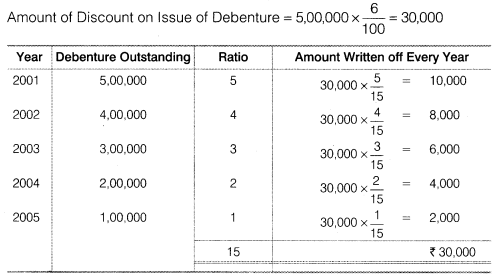 Amount of Discount on Issue of Debenture = 5,00,000 × 6/100 = 30,000
Year Debenture Outstanding Ratio Amount Written off Every Year
2001 5,00,000 5 30,000 × 5/15 = 10,000
2002 4,00,000 4 30,000 × 4/15 = 8,000
2003 3,00,000 3 30,000 × 3/15 = 6,000
2004 2,00,000 2 30,000 × 2/15 = 4,000
2005 1,00,000 1 30,000 × 1/15 = 2,000
15 ₹ 30,000